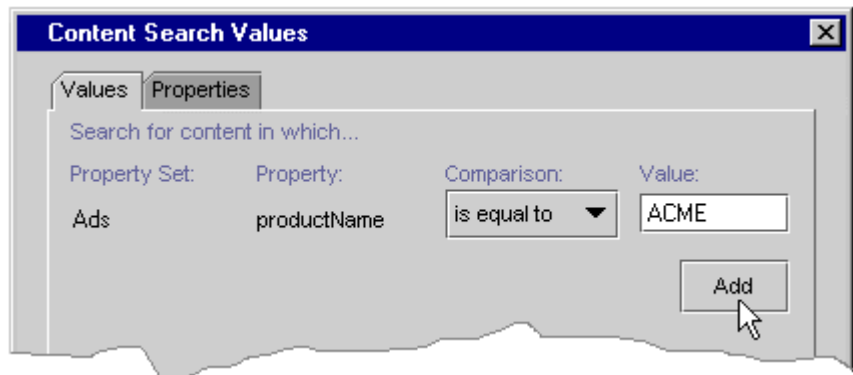 Content Search Values
Values Properties
Search for content in which...
Property Set: Property: Comparison: Value:
Ads productName is equal to ACME
Add